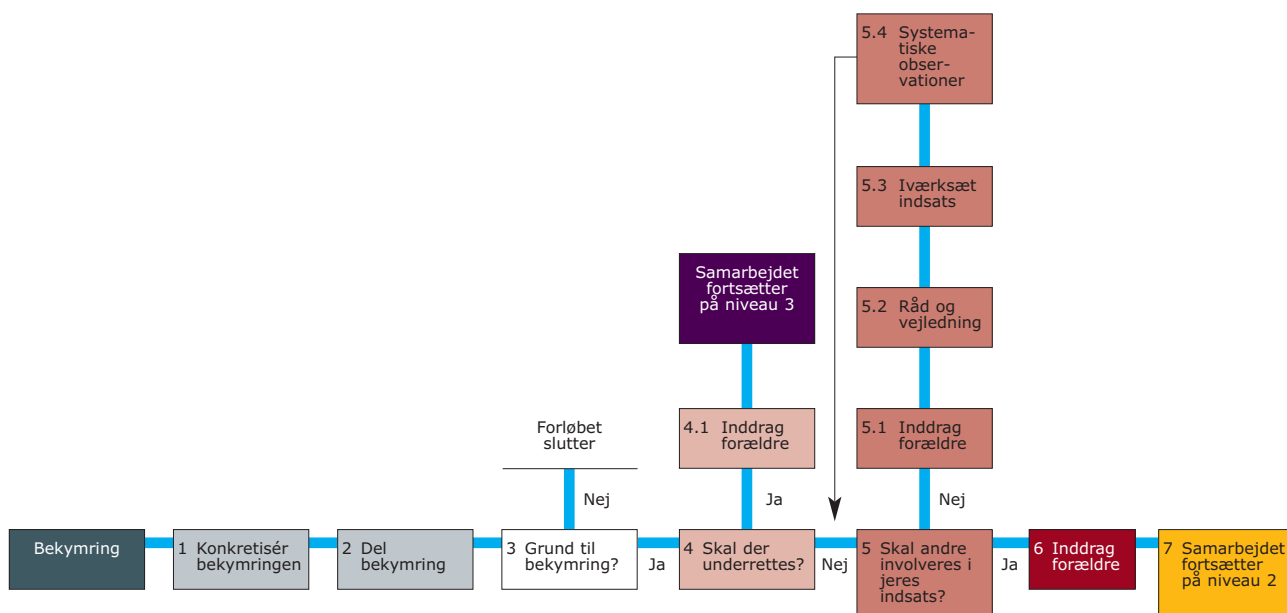 5.4 Systema-
tiske
obser-
vationer
5.3 Iværksæt
indsats
Samarbejdet
fortsætter
på niveau 3
5.2 Råd og
vejledning
Forløbet
slutter
4.1 Inddrag
forældre
5.1 Inddrag
forældre
Nej
Ja
Nej
Bekymring
1 Konkretisér
bekymringen
2 Del
bekymring
3 Grund til
bekymring?
Ja
4 Skal der
underrettes?
Nej
5 Skal andre
involveres i
jeres
indsats?
Ja
6 Inddrag
forældre
7 Samarbejdet
fortsætter
på niveau 2